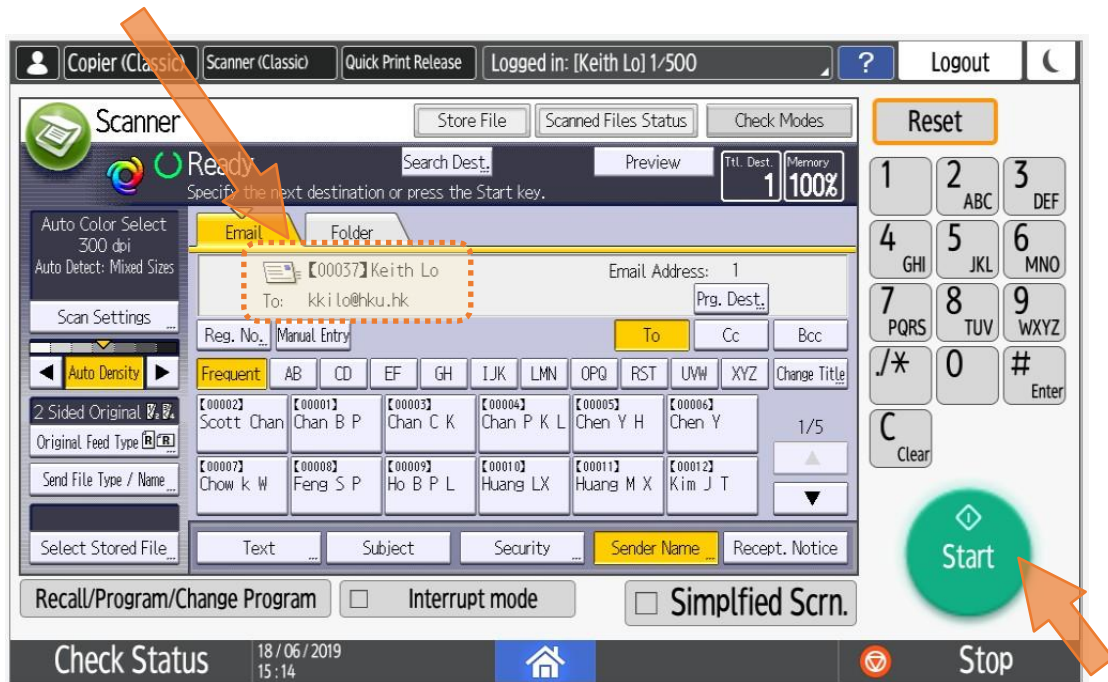 Copier (Classic) Scanner (Classic) Quick Print Release Logged in: [Keith Lo] 1/500 ? Logout
Scanner Store File Scanned Files Status Check Modes Reset
Ready Search Dest. Preview Ttl. Dest. 1 Memory 100%
Specify the next destination or press the Start key.
1 2 ABC 3 DEF
Auto Color Select
300 dpi
Auto Detect: Mixed Sizes
Email Folder
4 GHI 5 JKL 6 MNO
【00037】Keith Lo Email Address: 1
To: kkilo@hku.hk Prg. Dest.
Scan Settings
7 PQRS 8 TUV 9 WXYZ
Reg. No. Manual Entry To Cc Bcc
Auto Density
Frequent AB CD EF GH IJK LMN OPQ RST UVW XYZ Change Title
./* 0 # Enter
2 Sided Original
【00002】 【00001】 【00003】 【00004】 【00005】 【00006】
Scott Chan Chan B P Chan C K Chan P K L Chen Y H Chen Y 1/5
Original Feed Type R R
C Clear
Send File Type / Name
【00007】 【00008】 【00009】 【00010】 【00011】 【00012】
Chow k W Feng S P Ho B P L Huang LX Huang M X Kim J T
Select Stored File Text Subject Security Sender Name Recept. Notice
Start
Recall/Program/Change Program Interrupt mode Simplfied Scrn.
Check Status 18/06/2019 Stop
15:14